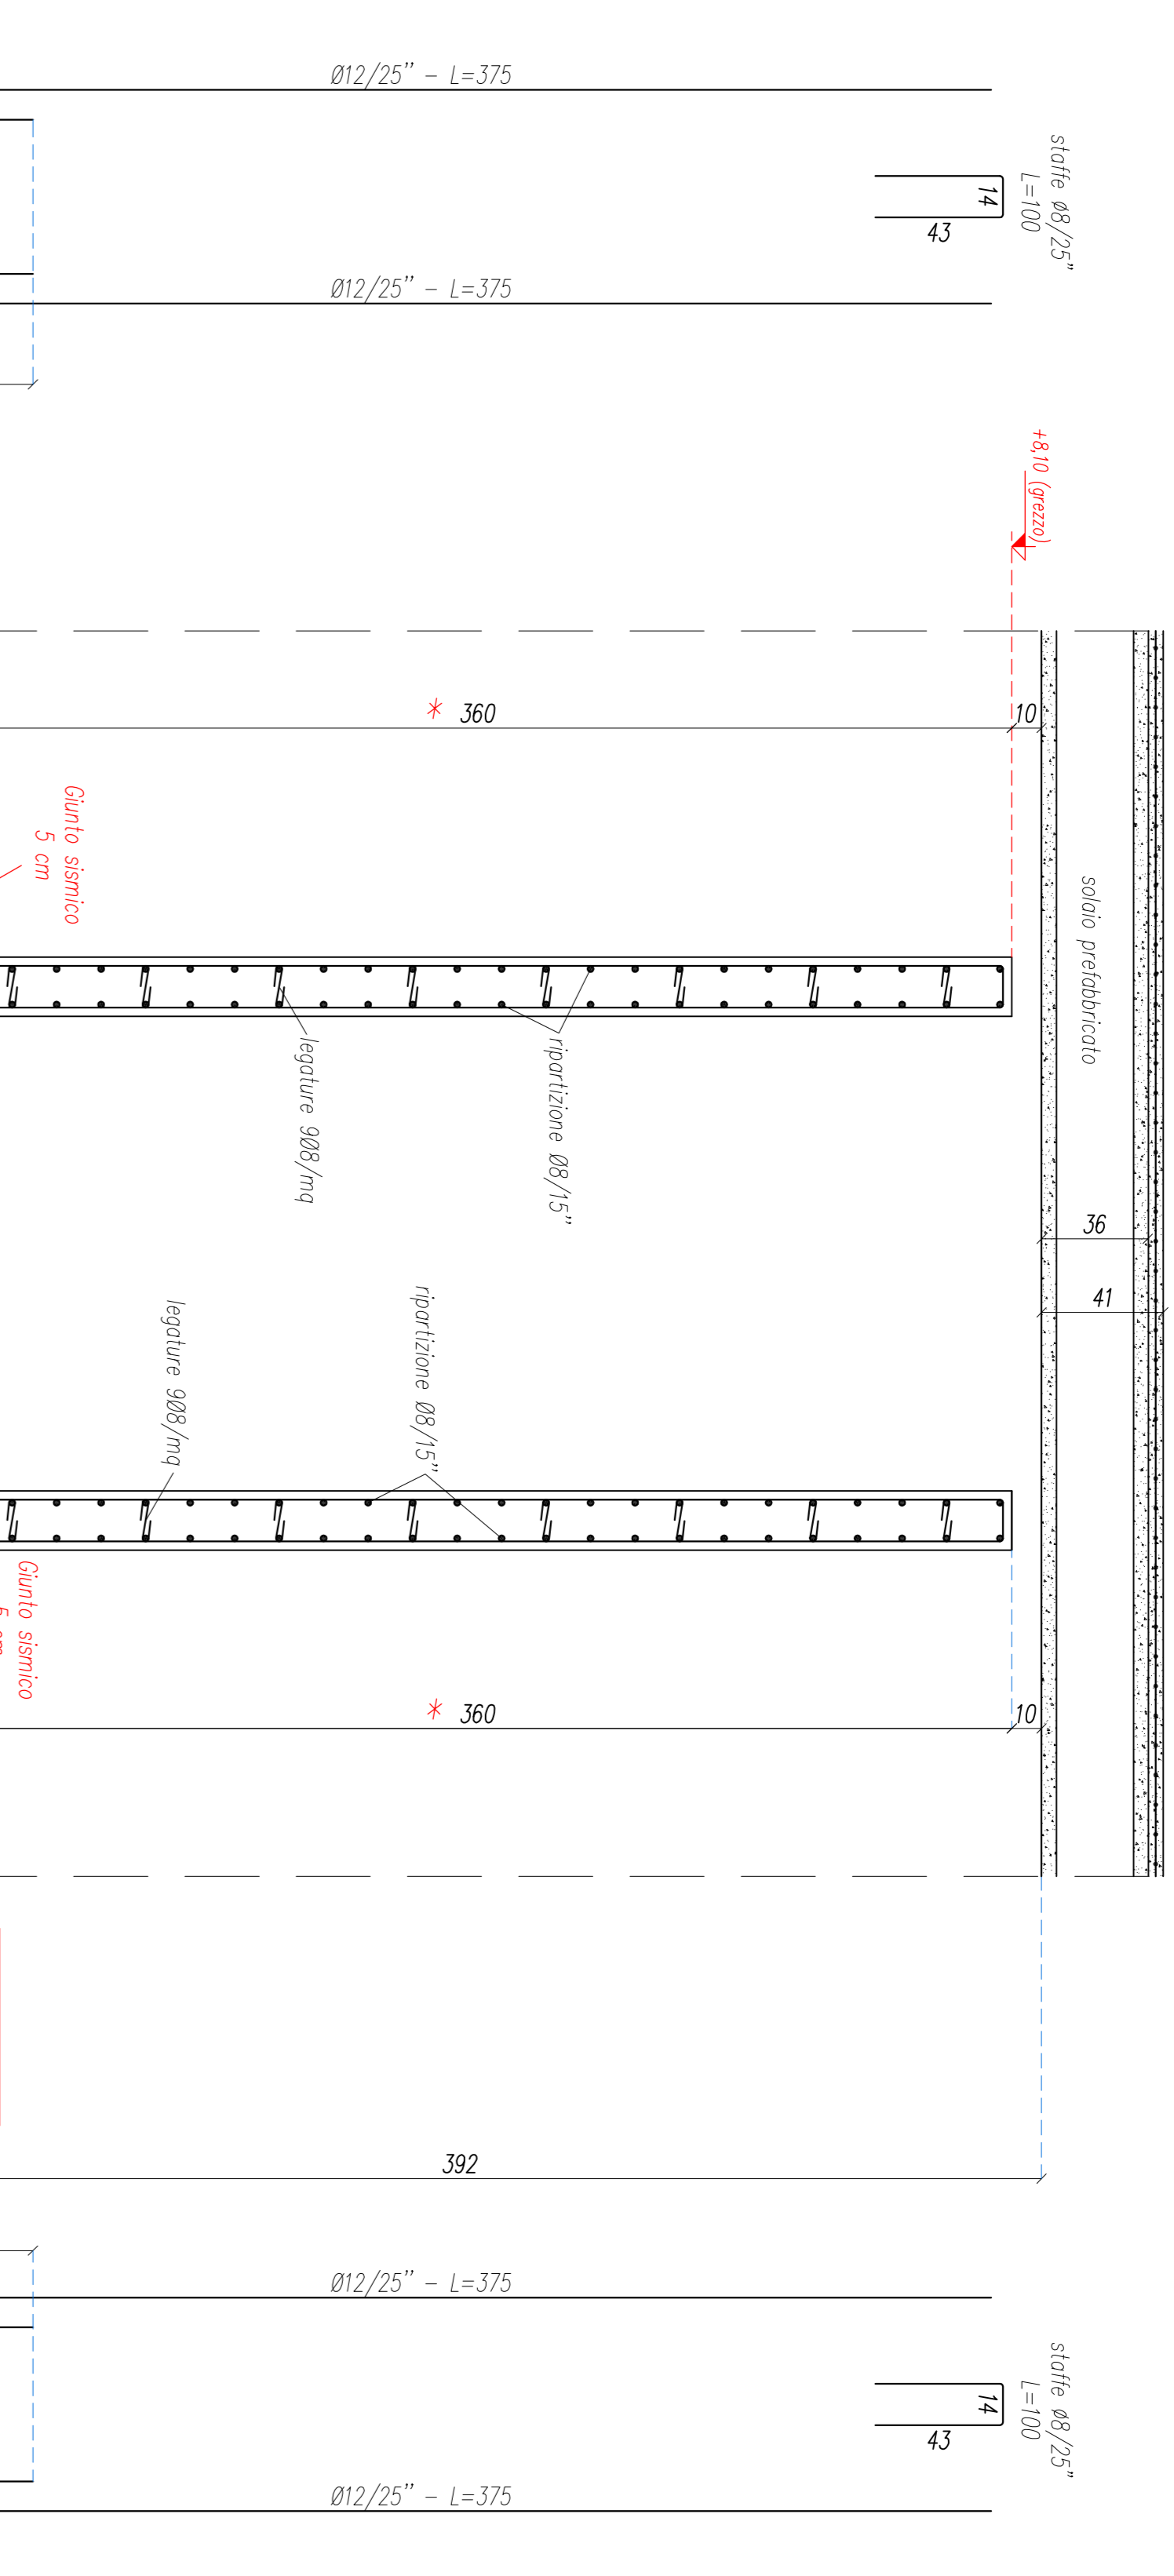 Ø12/25" - L=375
staffe Ø8/25"
L=100
14
43
Ø12/25" - L=375
+8,10 (grezzo)
* 360
10
Giunto sismico
5 cm
solaio prefabbricato
legature 9Ø8/mq
ripartizione Ø8/15"
36
41
legature 9Ø8/mq
ripartizione Ø8/15"
Giunto sismico
5 cm
* 360
10
392
Ø12/25" - L=375
staffe Ø8/25"
L=100
14
43
Ø12/25" - L=375